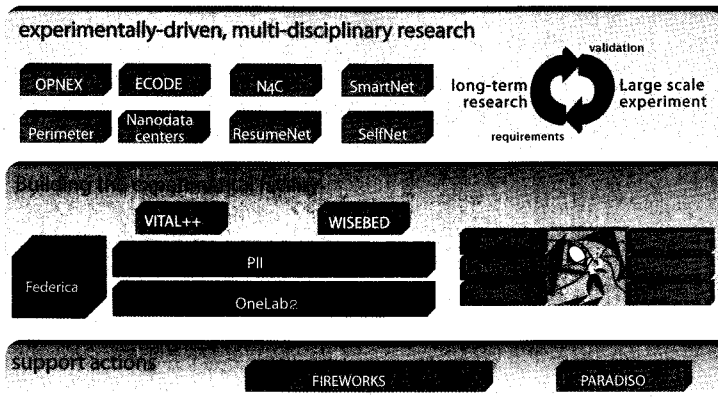 experimentally-driven, multi-disciplinary research
validation
OPNEX
ECODE
N4C
SmartNet
long-term
research
Large scale
experiment
Perimeter
Nanodata
centers
ResumeNet
SelfNet
requirements
Building the experimental facility
VITAL++
WISEBED
Federica
PII
OneLab2
support actions
FIREWORKS
PARADISO